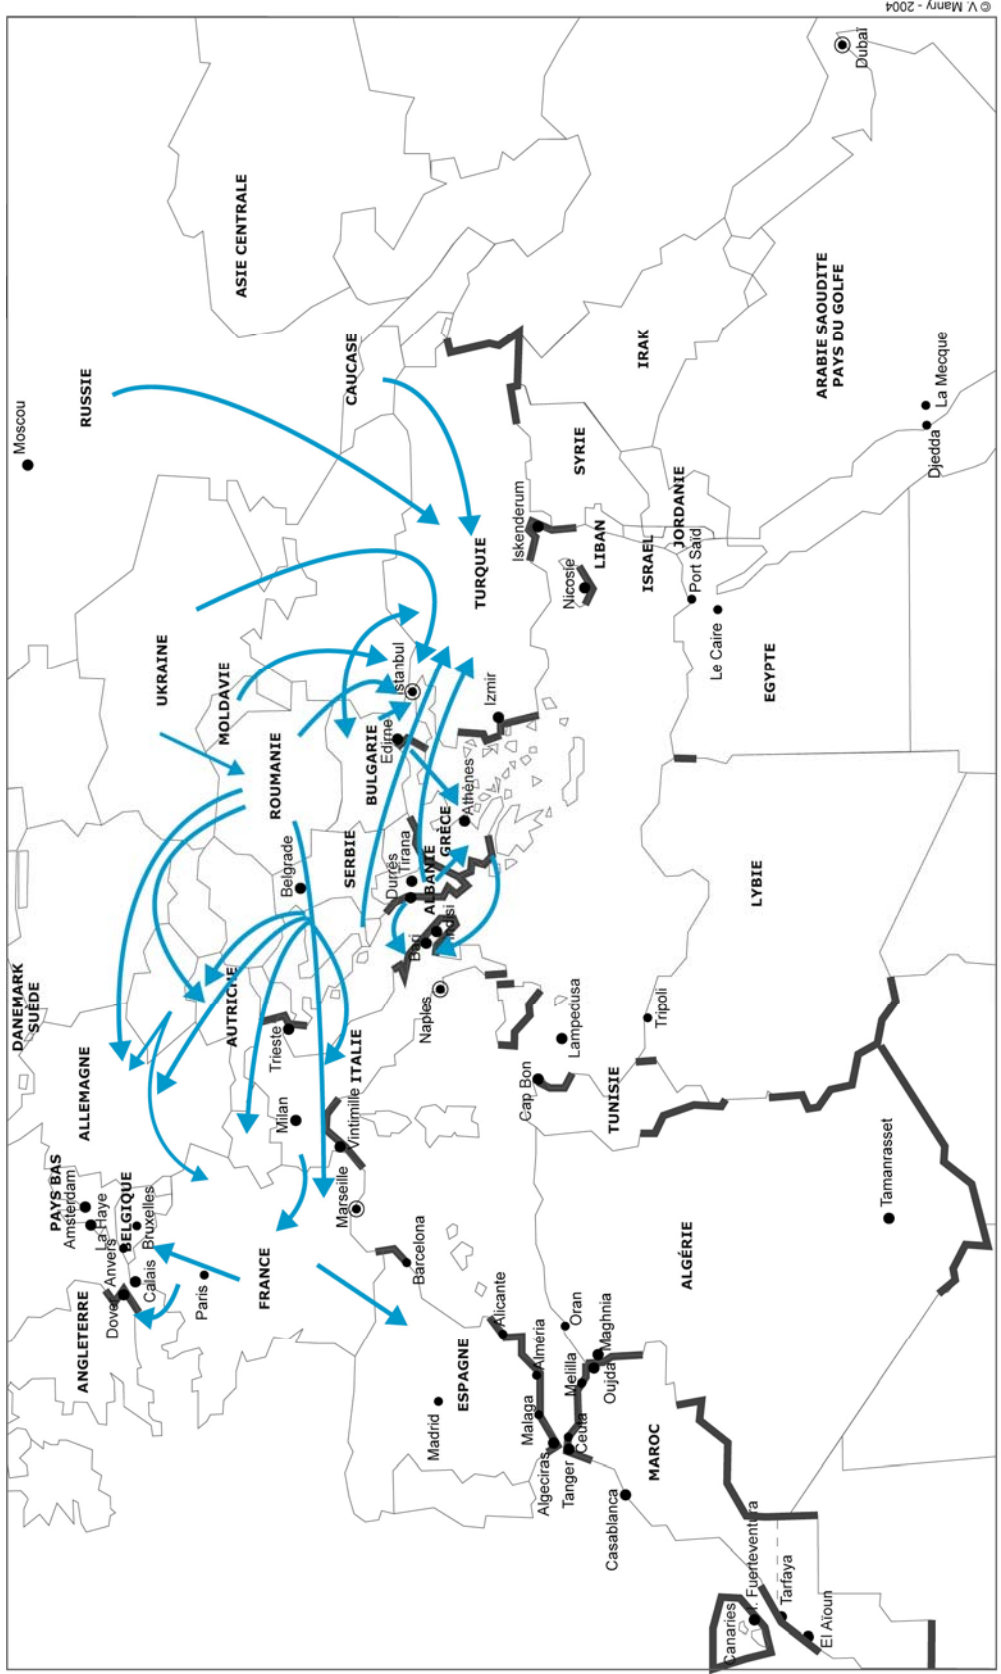 © V. Manry - 2004
DANEMARK
SUÈDE
Moscou
RUSSIE
ANGLETERRE
PAYS BAS
Amsterdam
La Haye
Dover
Anvers
Calais
BELGIQUE
Bruxelles
ALLEMAGNE
UKRAINE
MOLDAVIE
ASIE CENTRALE
Paris
FRANCE
AUTRICHE
Trieste
Milan
Belgrade
ROUMANIE
CAUCASE
Marseille
Vintimille
ITALIE
SERBIE
BULGARIE
Edirne
Istanbul
Barcelona
Naples
Bari
Durrës
Tirana
ALBANIE
GRÈCE
Athènes
Izmir
TURQUIE
Madrid
ESPAGNE
Alicante
Alméria
Malaga
Algeciras
Tanger
Ceuta
Melilla
Oran
Maghnia
Oujda
Cap Bon
Lampedusa
Iskenderum
Nicosie
SYRIE
LIBAN
IRAK
Casablanca
MAROC
ALGÉRIE
TUNISIE
Tripoli
ISRAEL
JORDANIE
Port Saïd
Le Caire
Canaries
I. Fuerteventura
Tarfaya
El Aïoun
Tamanrasset
LYBIE
EGYPTE
ARABIE SAOUDITE
PAYS DU GOLFE
Dubaï
Djedda
La Mecque